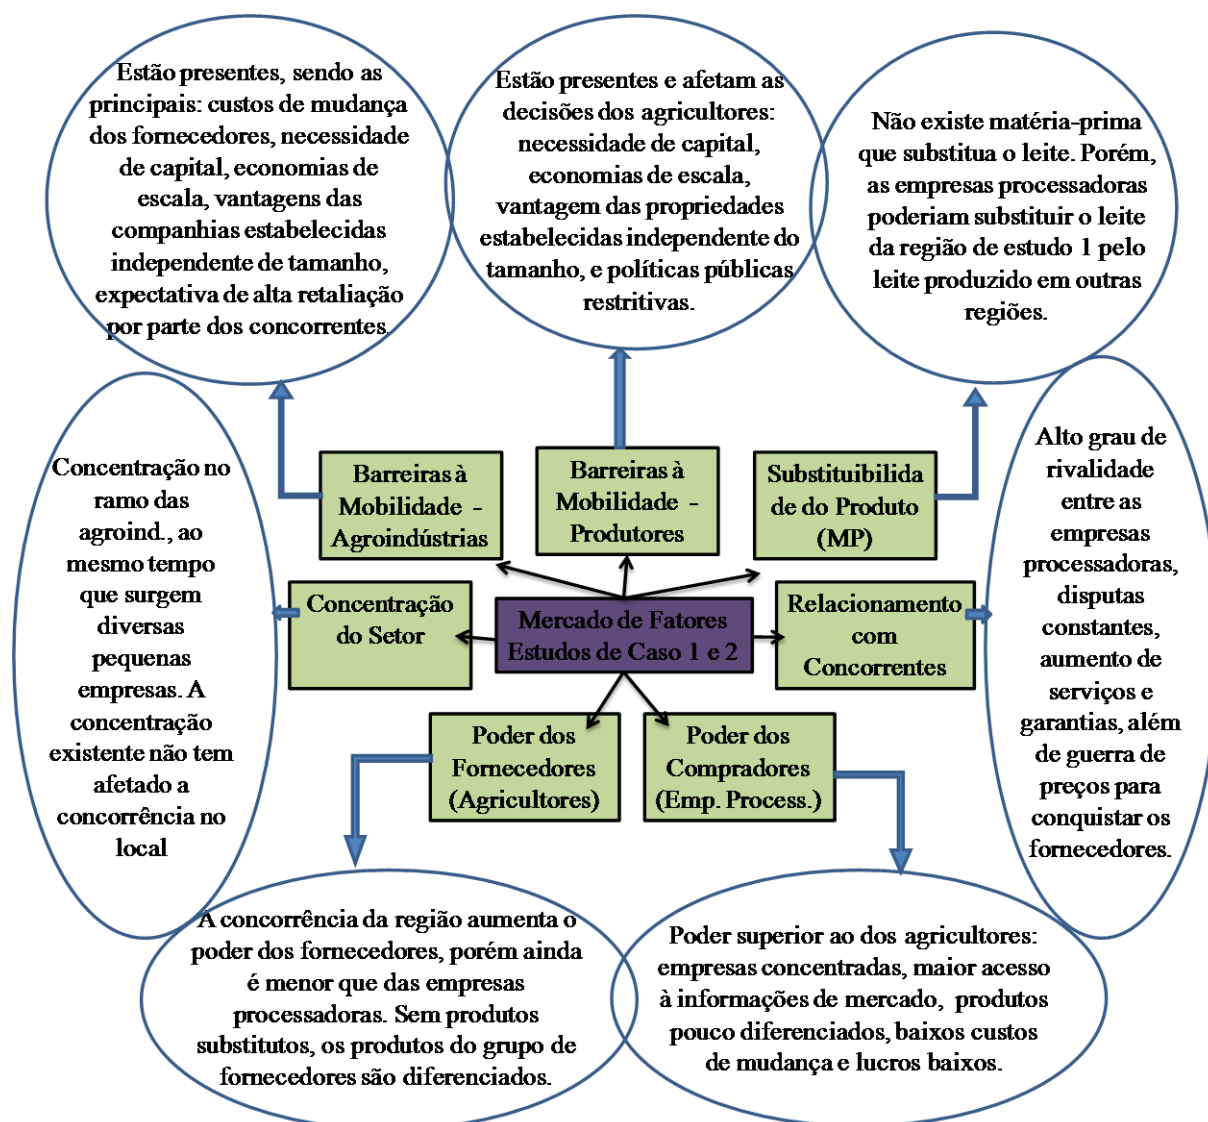 Estão presentes, sendo as
principais: custos de mudança
dos fornecedores, necessidade
de capital, economias de
escala, vantagens das
companhias estabelecidas
independente de tamanho,
expectativa de alta retaliação
por parte dos concorrentes.
Estão presentes e afetam as
decisões dos agricultores:
necessidade de capital,
economias de escala,
vantagem das propriedades
estabelecidas independente do
tamanho, e políticas públicas
restritivas.
Não existe matéria-prima
que substitua o leite. Porém,
as empresas processadoras
poderiam substituir o leite
da região de estudo 1 pelo
leite produzido em outras
regiões.
Concentração no
ramo das
agroind., ao
mesmo tempo
que surgem
diversas
pequenas
empresas. A
concentração
existente não tem
afetado a
concorrência no
local
Barreiras à
Mobilidade -
Agroindústrias
Barreiras à
Mobilidade -
Produtores
Substituibilida
de do Produto
(MP)
Concentração
do Setor
Mercado de Fatores
Estudos de Caso 1 e 2
Relacionamento
com
Concorrentes
Poder dos
Fornecedores
(Agricultores)
Poder dos
Compradores
(Emp. Process.)
Alto grau de
rivalidade
entre as
empresas
processadoras,
disputas
constantes,
aumento de
serviços e
garantias, além
de guerra de
preços para
conquistar os
fornecedores.
A concorrência da região aumenta o
poder dos fornecedores, porém ainda
é menor que das empresas
processadoras. Sem produtos
substitutos, os produtos do grupo de
fornecedores são diferenciados.
Poder superior ao dos agricultores:
empresas concentradas, maior acesso
à informações de mercado, produtos
pouco diferenciados, baixos custos
de mudança e lucros baixos.